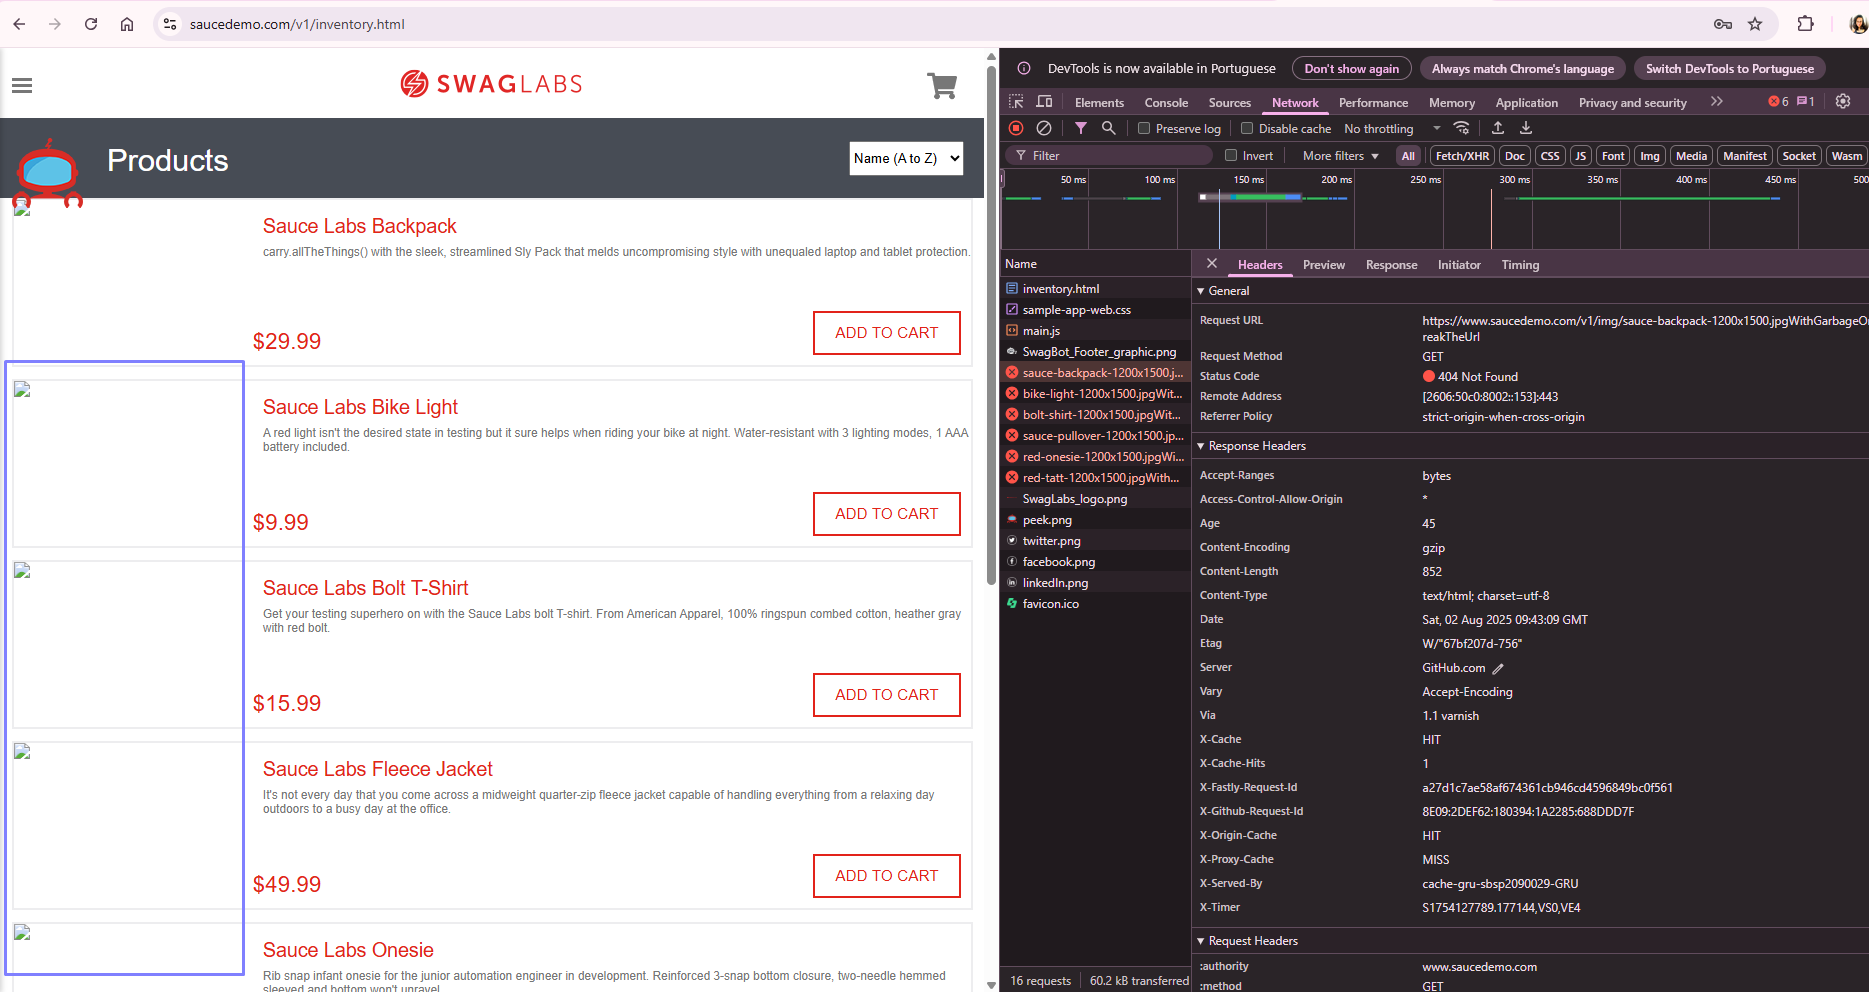 saucedemo.com/v1/inventory.html
SWAGLABS
Products
Name (A to Z)
Sauce Labs Backpack
carry.allTheThings() with the sleek, streamlined Sly Pack that melds uncompromising style with unequaled laptop and tablet protection.
$29.99
ADD TO CART
Sauce Labs Bike Light
A red light isn't the desired state in testing but it sure helps when riding your bike at night. Water-resistant with 3 lighting modes, 1 AAA
battery included.
$9.99
ADD TO CART
Sauce Labs Bolt T-Shirt
Get your testing superhero on with the Sauce Labs bolt T-shirt. From American Apparel, 100% ringspun combed cotton, heather gray
with red bolt.
$15.99
ADD TO CART
Sauce Labs Fleece Jacket
It's not every day that you come across a midweight quarter-zip fleece jacket capable of handling everything from a relaxing day
outdoors to a busy day at the office.
$49.99
ADD TO CART
Sauce Labs Onesie
Rib snap infant onesie for the junior automation engineer in development. Reinforced 3-snap bottom closure, two-needle hemmed
sleeved and bottom won't unravel.
DevTools is now available in Portuguese
Don't show again
Always match Chrome's language
Switch DevTools to Portuguese
Elements Console Sources Network Performance Memory Application Privacy and security 6 1
Preserve log Disable cache No throttling
Filter Invert More filters All Fetch/XHR Doc CSS JS Font Img Media Manifest Socket Wasm
50 ms 100 ms 150 ms 200 ms 250 ms 300 ms 350 ms 400 ms 450 ms 500
Name
inventory.html
sample-app-web.css
main.js
SwagBot_Footer_graphic.png
sauce-backpack-1200x1500.j...
bike-light-1200x1500.jpgWit...
bolt-shirt-1200x1500.jpgWit...
sauce-pullover-1200x1500.jp...
red-onesie-1200x1500.jpgWi...
red-tatt-1200x1500.jpgWith...
SwagLabs_logo.png
peek.png
twitter.png
facebook.png
linkedIn.png
favicon.ico
16 requests 60.2 kB transferred
Headers Preview Response Initiator Timing
General
Request URL https://www.saucedemo.com/v1/img/sauce-backpack-1200x1500.jpgWithGarbageOn
reakTheUrl
Request Method GET
Status Code 404 Not Found
Remote Address [2606:50c0:8002::153]:443
Referrer Policy strict-origin-when-cross-origin
Response Headers
Accept-Ranges bytes
Access-Control-Allow-Origin *
Age 45
Content-Encoding gzip
Content-Length 852
Content-Type text/html; charset=utf-8
Date Sat, 02 Aug 2025 09:43:09 GMT
Etag W/"67bf207d-756"
Server GitHub.com
Vary Accept-Encoding
Via 1.1 varnish
X-Cache HIT
X-Cache-Hits 1
X-Fastly-Request-Id a27d1c7ae58af674361cb946cd4596849bc0f561
X-Github-Request-Id 8E09:2DEF62:180394:1A2285:688DDD7F
X-Origin-Cache HIT
X-Proxy-Cache MISS
X-Served-By cache-gru-sbsp2090029-GRU
X-Timer S1754127789.177144,VS0,VE4
Request Headers
:authority www.saucedemo.com
:method GET